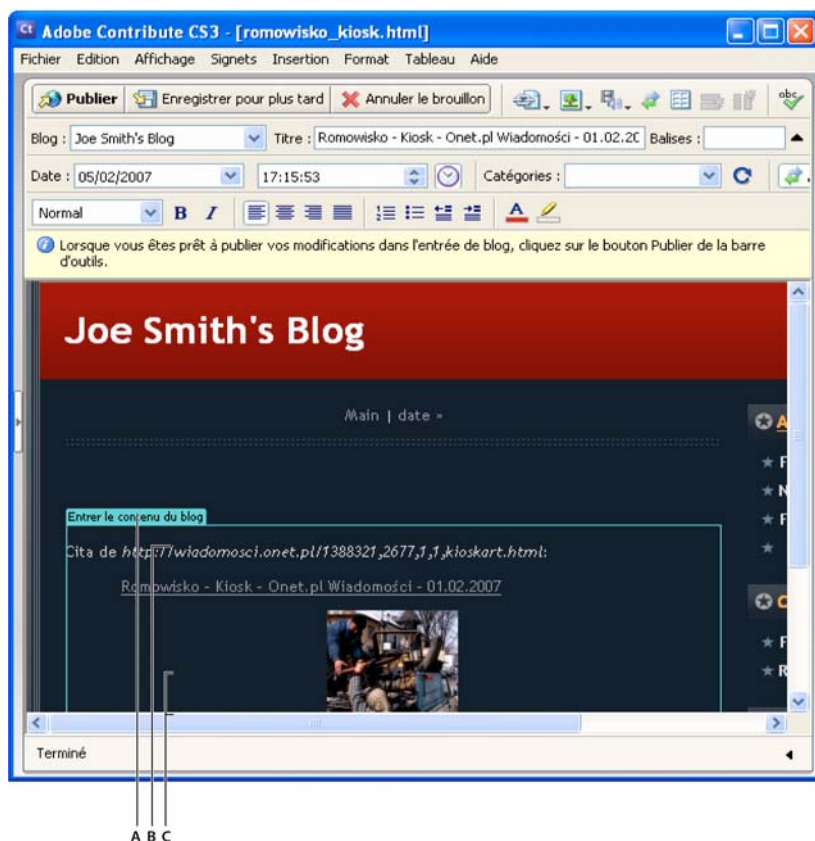 Ct Adobe Contribute CS3 - [romowisko_kiosk.html]
Fichier Edition Affichage Signets Insertion Format Tableau Aide
Publier Enregistrer pour plus tard Annuler le brouillon abc
Blog : Joe Smith's Blog Titre : Romowisko - Kiosk - Onet.pl Wiadomości - 01.02.20 Balises :
Date : 05/02/2007 17:15:53 Catégories :
Normal B I A
Lorsque vous êtes prêt à publier vos modifications dans l'entrée de blog, cliquez sur le bouton Publier de la barre
d'outils.
Joe Smith's Blog
Main | date »
A
F
N
F
Entrer le contenu du blog
Cita de http://wiadomosci.onet.pl/1388321,2677,1,1,kioskart.html:
Romowisko - Kiosk - Onet.pl Wiadomości - 01.02.2007
C
F
R
Terminé
A B C